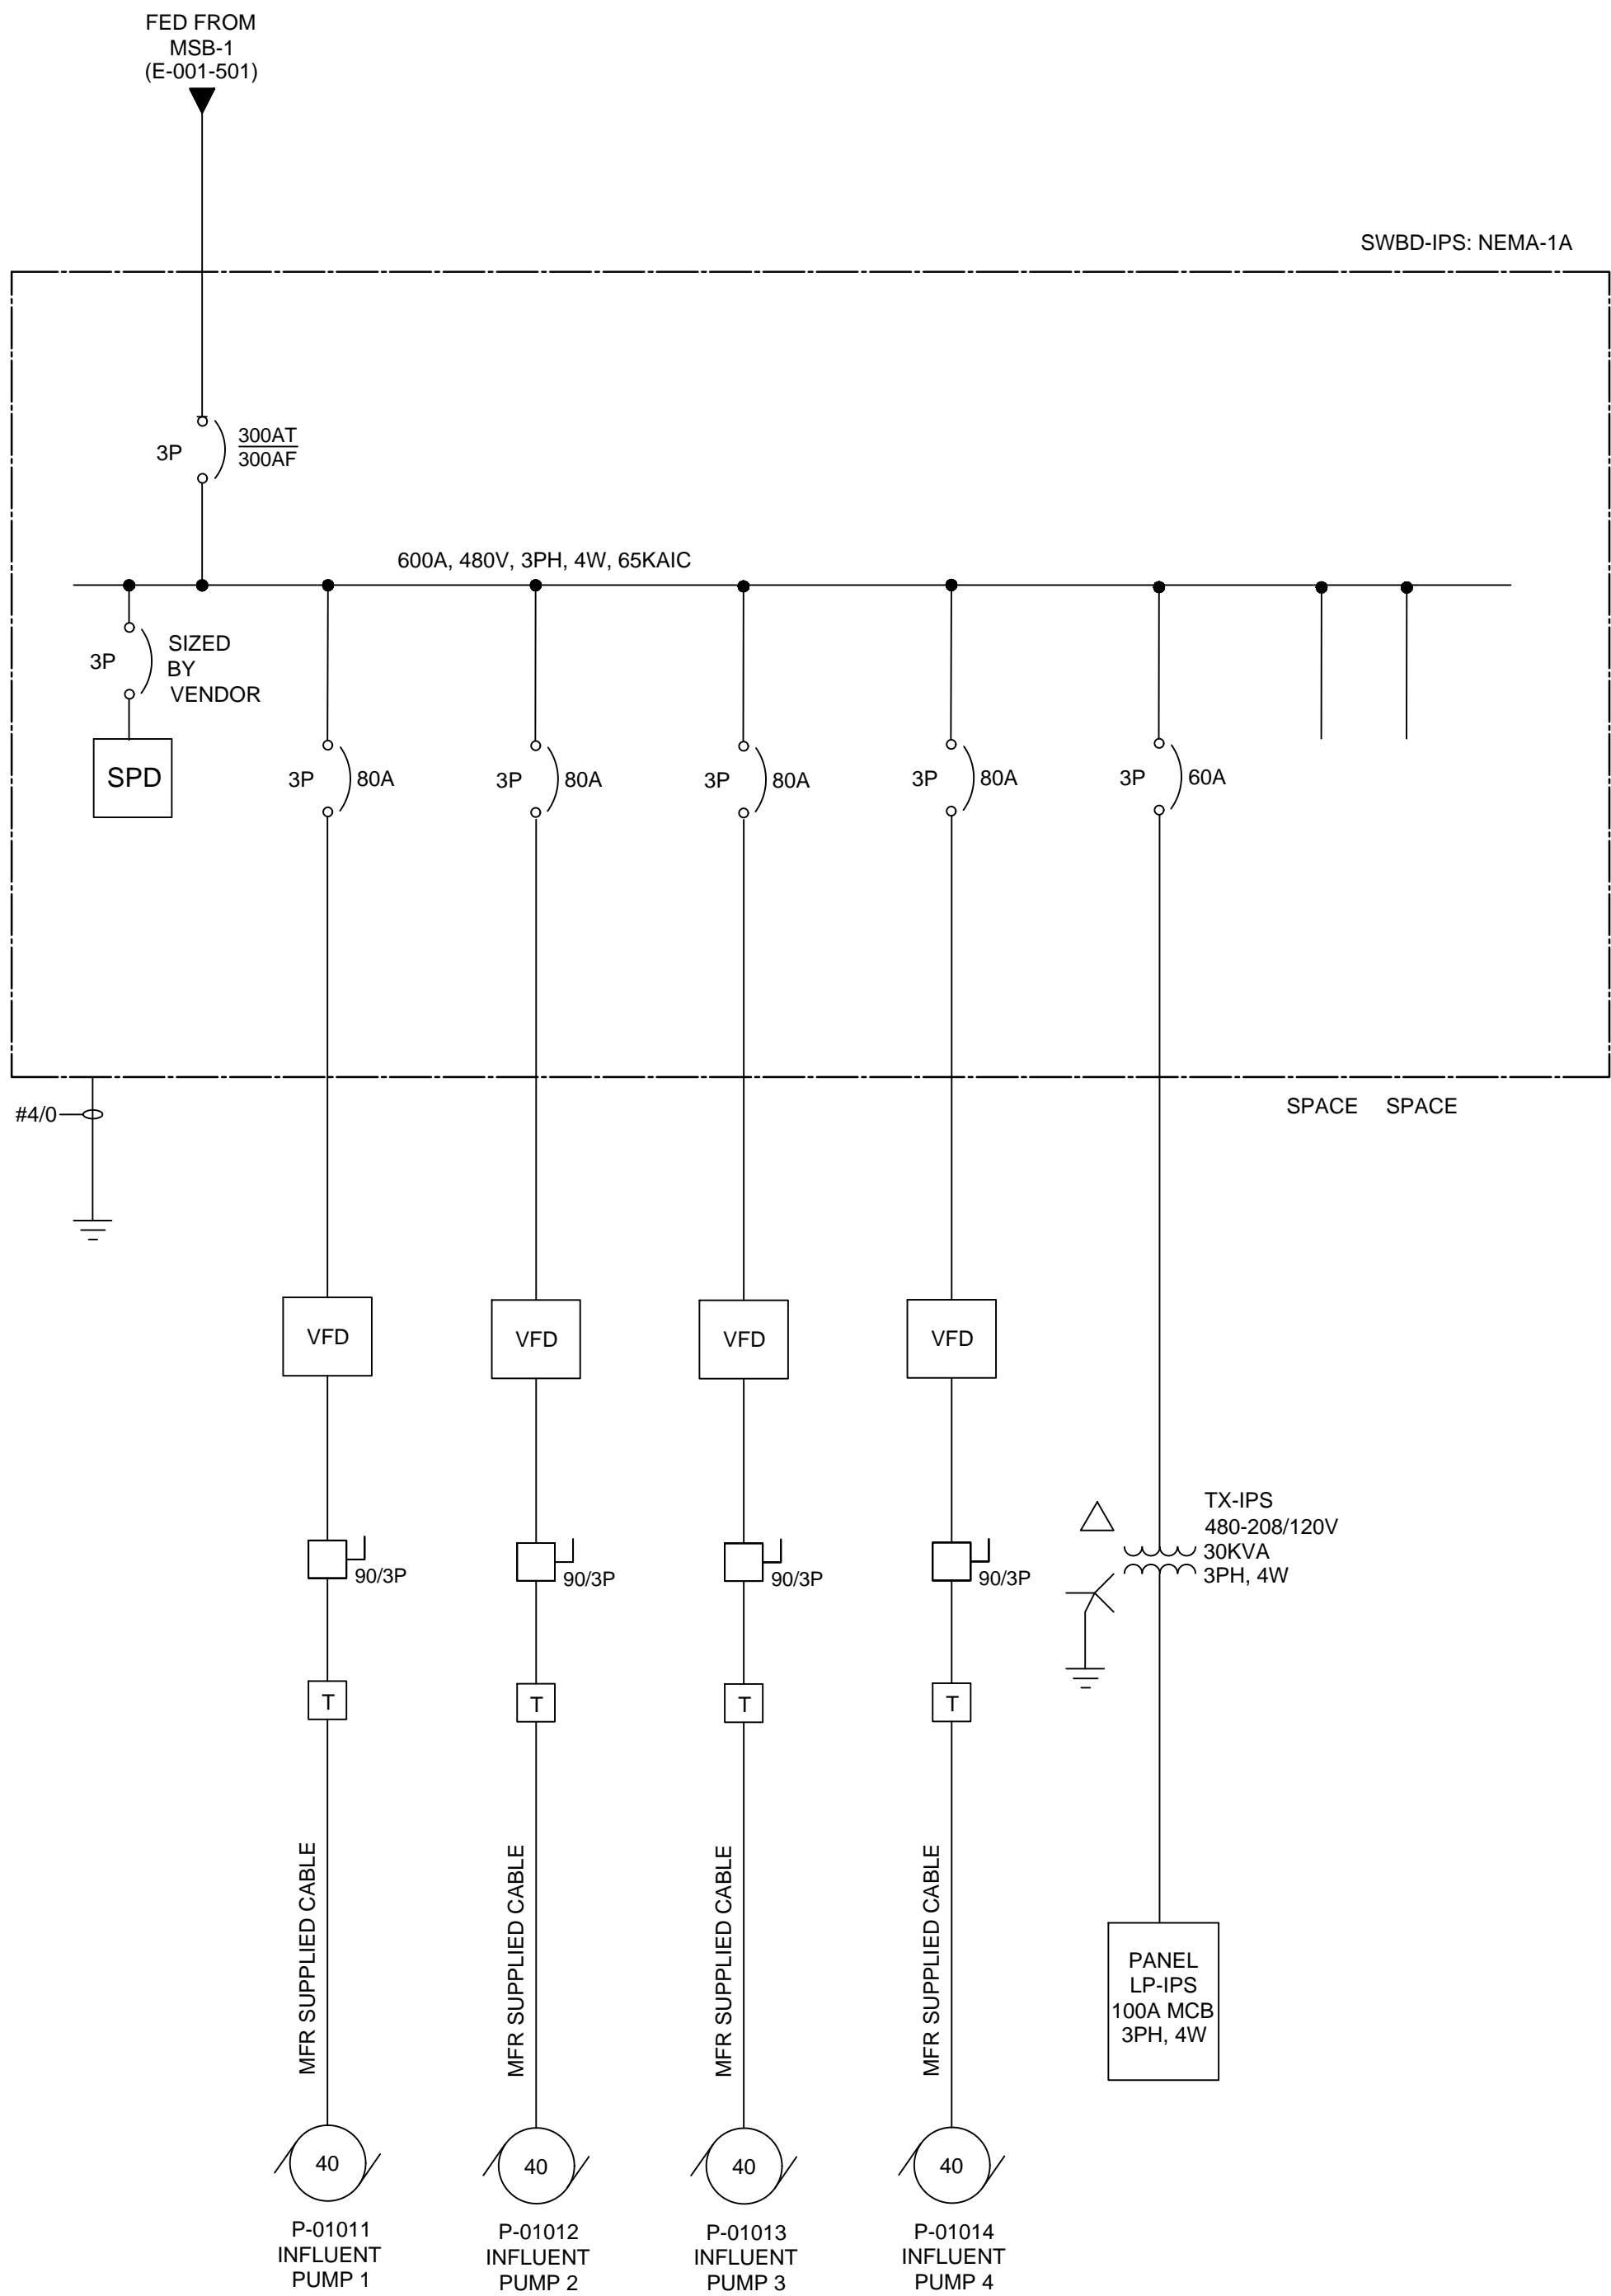 FED FROM
MSB-1
(E-001-501)
SWBD-IPS: NEMA-1A
3P
300AT
300AF
600A, 480V, 3PH, 4W, 65KAIC
3P
SIZED
BY
VENDOR
SPD
3P 80A
3P 80A
3P 80A
3P 80A
3P 60A
#4/0
SPACE SPACE
VFD
VFD
VFD
VFD
90/3P
90/3P
90/3P
90/3P
TX-IPS
480-208/120V
30KVA
3PH, 4W
T
T
T
T
MFR SUPPLIED CABLE
MFR SUPPLIED CABLE
MFR SUPPLIED CABLE
MFR SUPPLIED CABLE
PANEL
LP-IPS
100A MCB
3PH, 4W
40
40
40
40
P-01011
INFLUENT
PUMP 1
P-01012
INFLUENT
PUMP 2
P-01013
INFLUENT
PUMP 3
P-01014
INFLUENT
PUMP 4